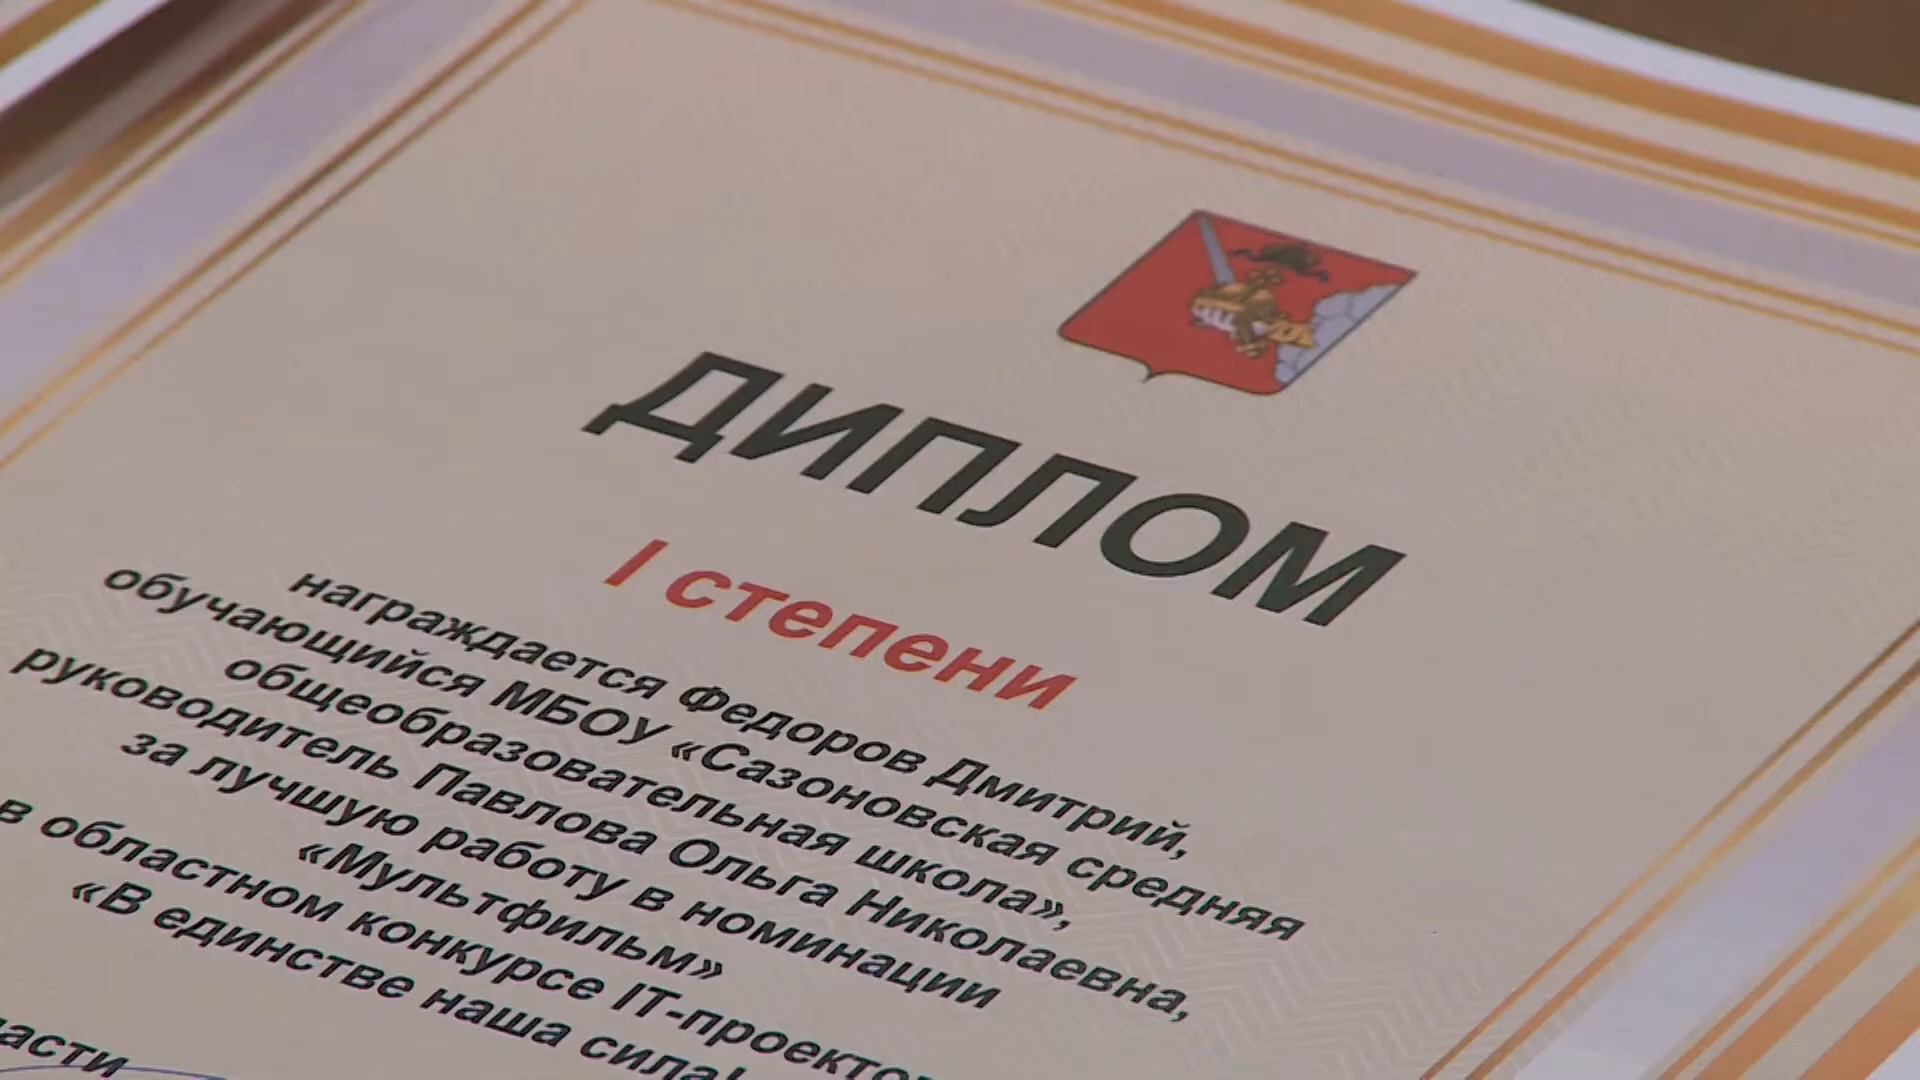 ДИПЛОМ
I степени
награждается Федоров Дмитрий,
обучающийся МБОУ «Сазоновская средняя
общеобразовательная школа»,
руководитель Павлова Ольга Николаевна,
за лучшую работу в номинации
«Мультфильм»
в областном конкурсе IT-проектов
«В единстве наша сила!